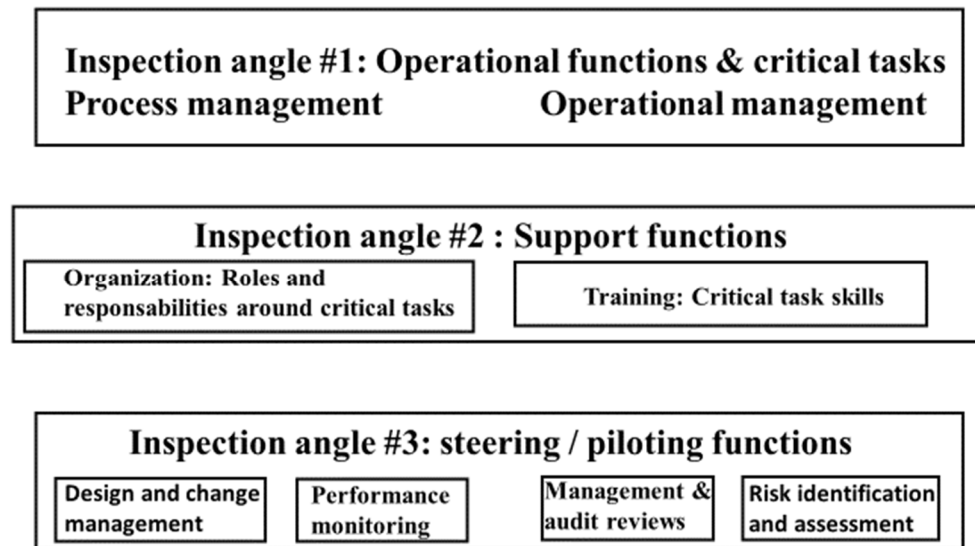 Inspection angle #1: Operational functions & critical tasks
Process management Operational management
Inspection angle #2 : Support functions
Organization: Roles and
responsabilities around critical tasks
Training: Critical task skills
Inspection angle #3: steering / piloting functions
Design and change
management
Performance
monitoring
Management &
audit reviews
Risk identification
and assessment